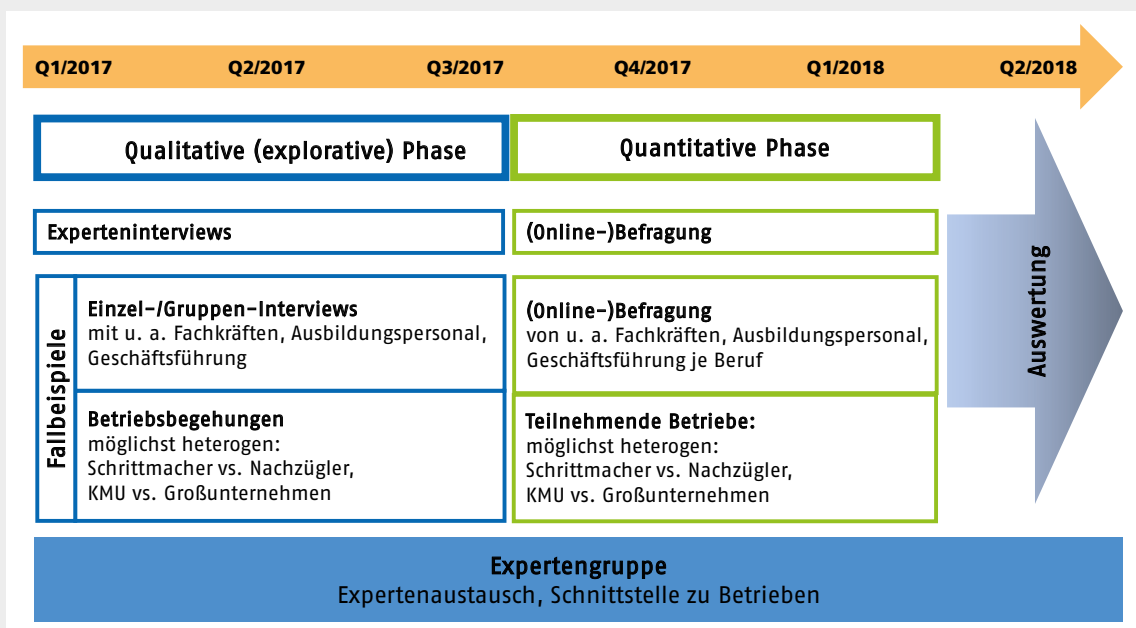 Q1/2017 Q2/2017 Q3/2017 Q4/2017 Q1/2018 Q2/2018
Qualitative (explorative) Phase
Quantitative Phase
Experteninterviews
(Online-)Befragung
Fallbeispiele
Einzel-/Gruppen-Interviews
mit u. a. Fachkräften, Ausbildungspersonal,
Geschäftsführung
(Online-)Befragung
von u. a. Fachkräften, Ausbildungspersonal,
Geschäftsführung je Beruf
Betriebsbegehungen
möglichst heterogen:
Schrittmacher vs. Nachzügler,
KMU vs. Großunternehmen
Teilnehmende Betriebe:
möglichst heterogen:
Schrittmacher vs. Nachzügler,
KMU vs. Großunternehmen
Auswertung
Expertengruppe
Expertenaustausch, Schnittstelle zu Betrieben